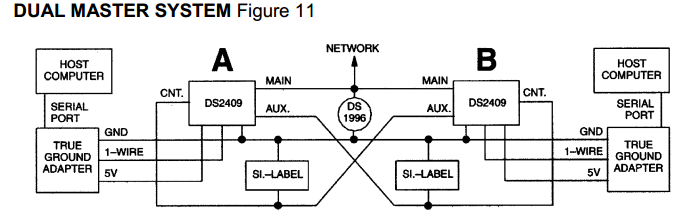 DUAL MASTER SYSTEM Figure 11
NETWORK
A
B
HOST
COMPUTER
SERIAL
PORT
TRUE
GROUND
ADAPTER
GND
1–WIRE
5V
CNT.
DS2409
MAIN
AUX.
DS
1996
SI.–LABEL
SI.–LABEL
MAIN
AUX.
DS2409
CNT.
HOST
COMPUTER
SERIAL
PORT
GND
1–WIRE
5V
TRUE
GROUND
ADAPTER